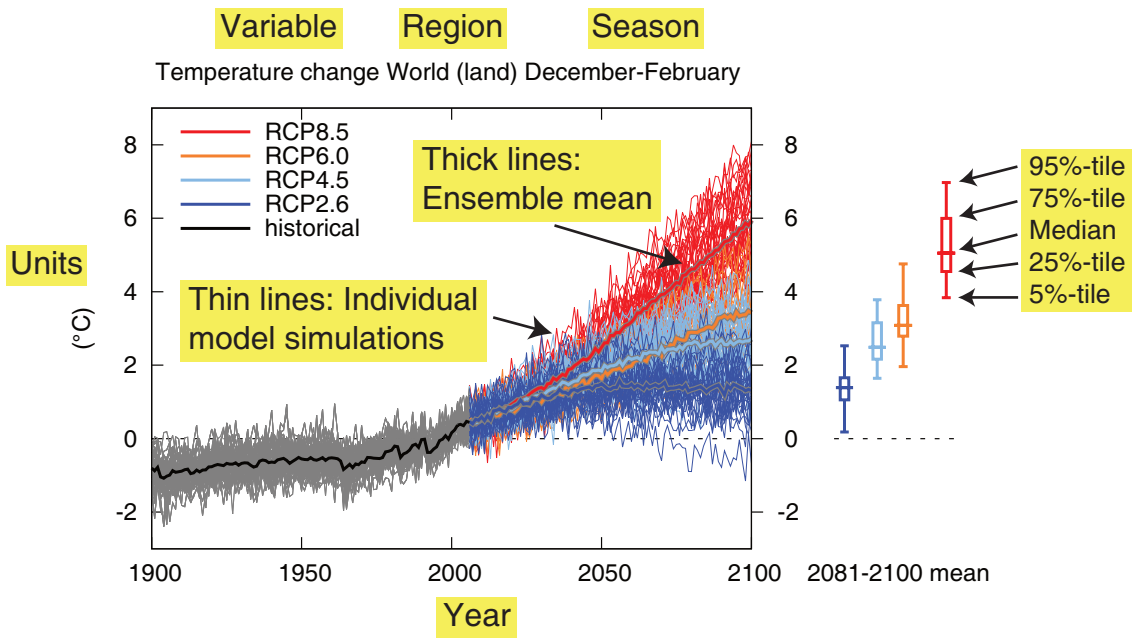 Variable Region Season
Temperature change World (land) December-February
8
6
4
2
0
-2
RCP8.5
RCP6.0
RCP4.5
RCP2.6
historical
Thick lines:
Ensemble mean
Thin lines: Individual
model simulations
Units
(°C)
8
6
4
2
0
-2
95%-tile
75%-tile
Median
25%-tile
5%-tile
1900 1950 2000 2050 2100 2081-2100 mean
Year